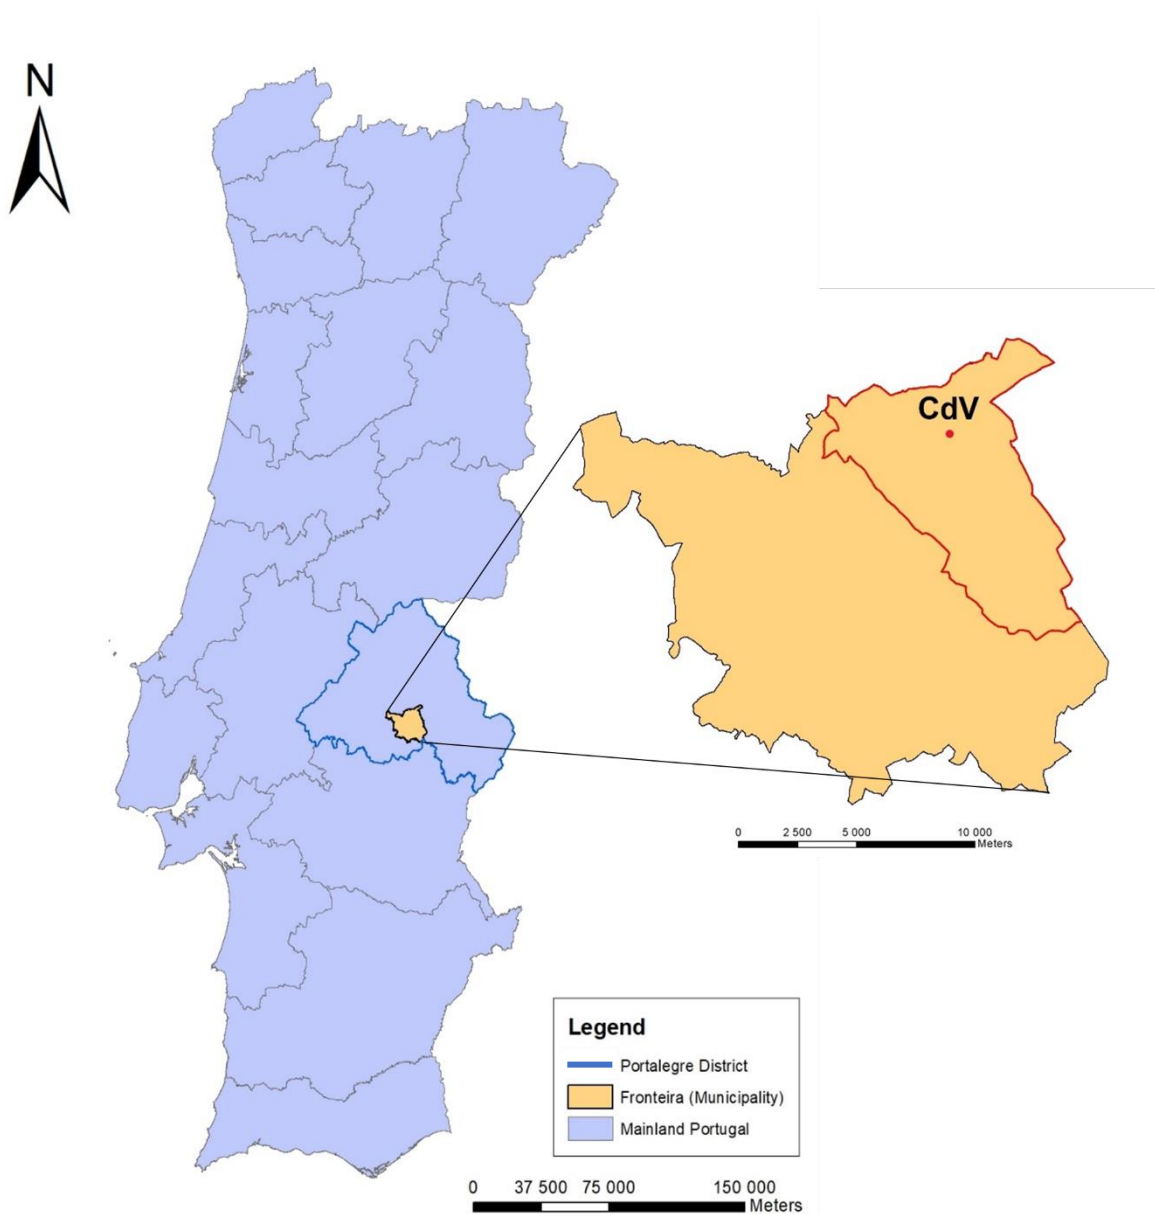 N
CdV
0 2 500 5 000 10 000
Meters
Legend
Portalegre District
Fronteira (Municipality)
Mainland Portugal
0 37 500 75 000 150 000
Meters